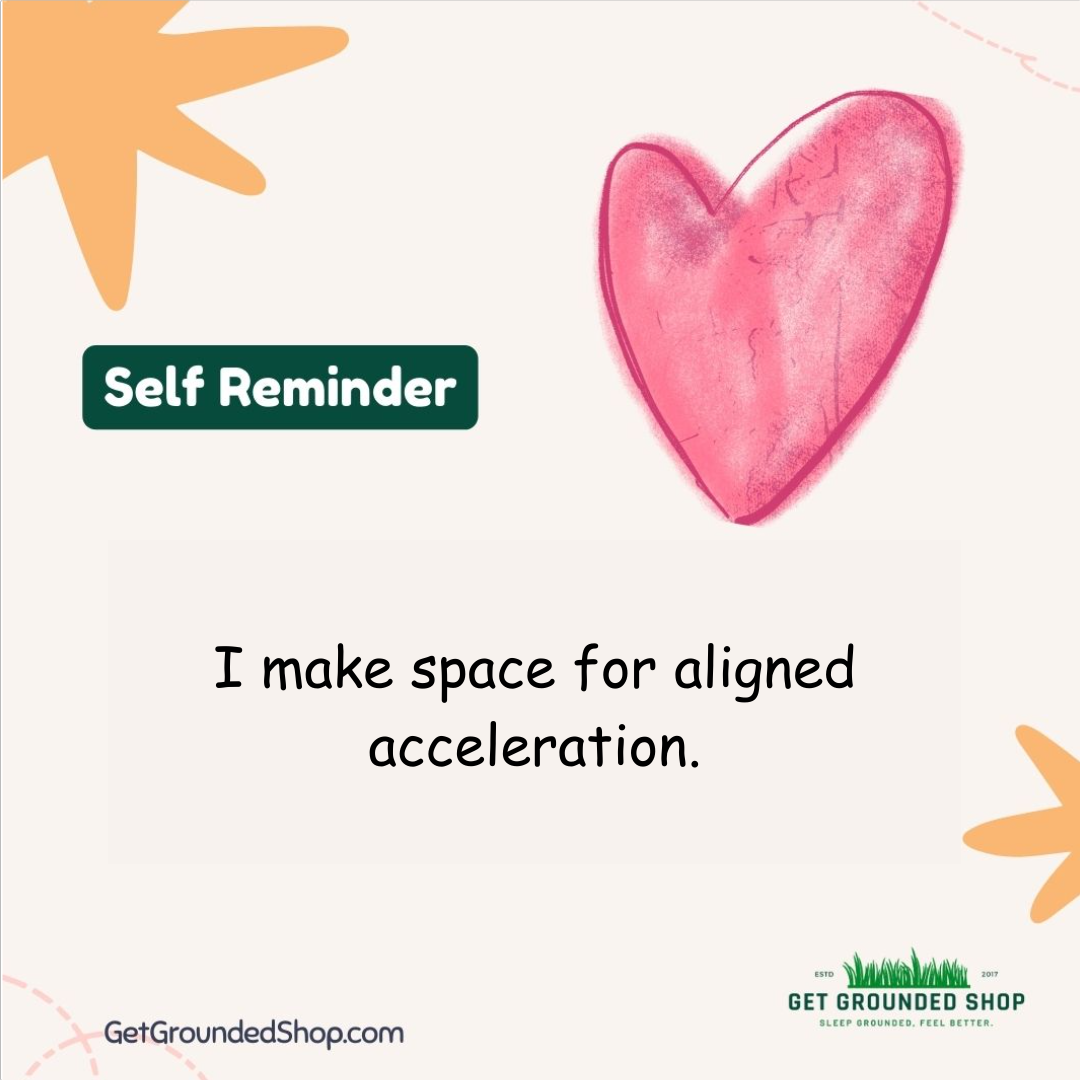 Self Reminder
I make space for aligned
acceleration.
ESTD 2017
GET GROUNDED SHOP
SLEEP GROUNDED, FEEL BETTER.
GetGroundedShop.com